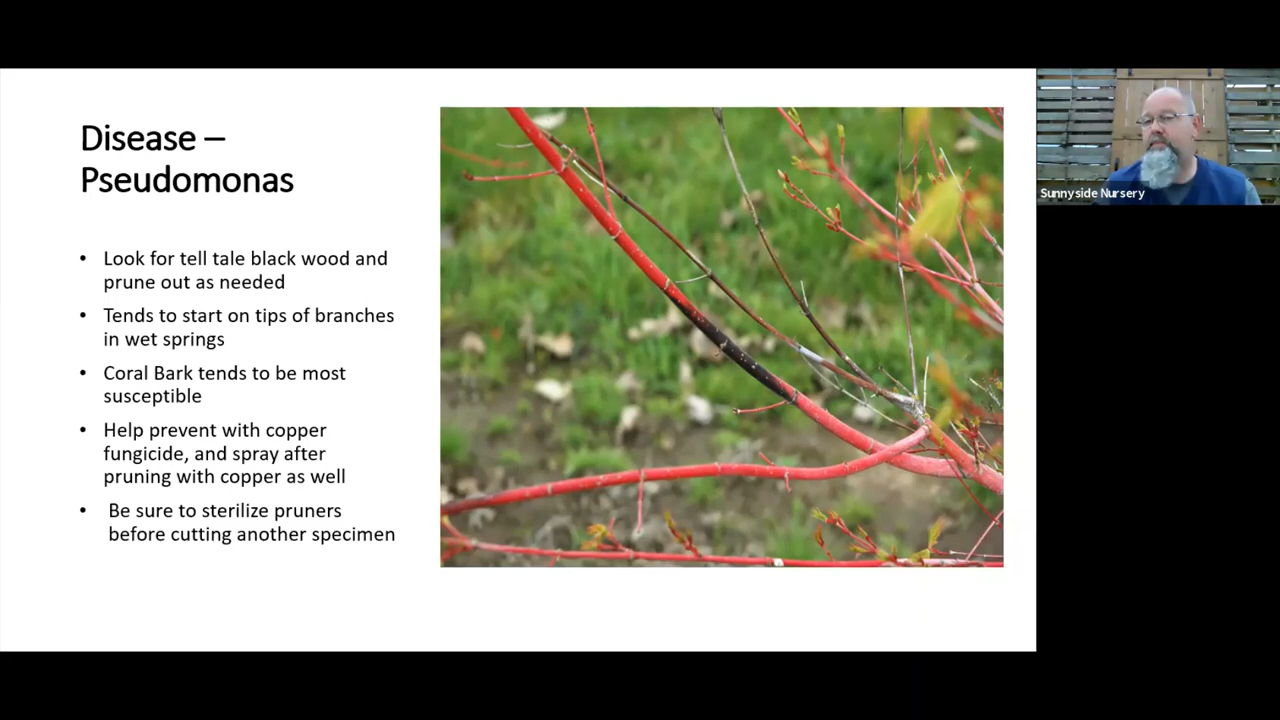 Disease –
Pseudomonas
• Look for tell tale black wood and
prune out as needed
• Tends to start on tips of branches
in wet springs
• Coral Bark tends to be most
susceptible
• Help prevent with copper
fungicide, and spray after
pruning with copper as well
• Be sure to sterilize pruners
before cutting another specimen
Sunnyside Nursery